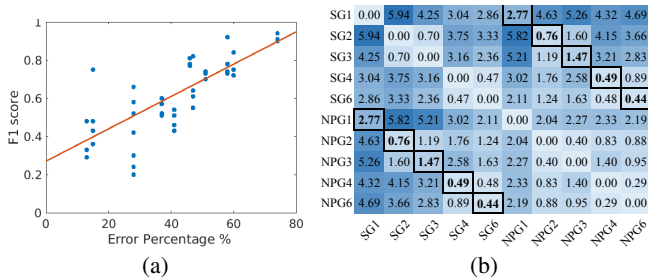 1
0.8
0.6
0.4
0.2
0
F1 score
0 20 40 60 80
Error Percentage %
(a)
(b)
SG1 0.00 5.94 4.25 3.04 2.86 2.77 4.63 5.26 4.32 4.69
SG2 5.94 0.00 0.70 3.75 3.33 5.82 0.76 1.60 4.15 3.66
SG3 4.25 0.70 0.00 3.16 2.36 5.21 1.19 1.47 3.21 2.83
SG4 3.04 3.75 3.16 0.00 0.47 3.02 1.76 2.58 0.49 0.89
SG6 2.86 3.33 2.36 0.47 0.00 2.11 1.24 1.63 0.48 0.44
NPG1 2.77 5.82 5.21 3.02 2.11 0.00 2.04 2.27 2.33 2.19
NPG2 4.63 0.76 1.19 1.76 1.24 2.04 0.00 0.40 0.83 0.88
NPG3 5.26 1.60 1.47 2.58 1.63 2.27 0.40 0.00 1.40 0.95
NPG4 4.32 4.15 3.21 0.49 0.48 2.33 0.83 1.40 0.00 0.29
NPG6 4.69 3.66 2.83 0.89 0.44 2.19 0.88 0.95 0.29 0.00
SG1 SG2 SG3 SG4 SG6 NPG1 NPG2 NPG3 NPG4 NPG6